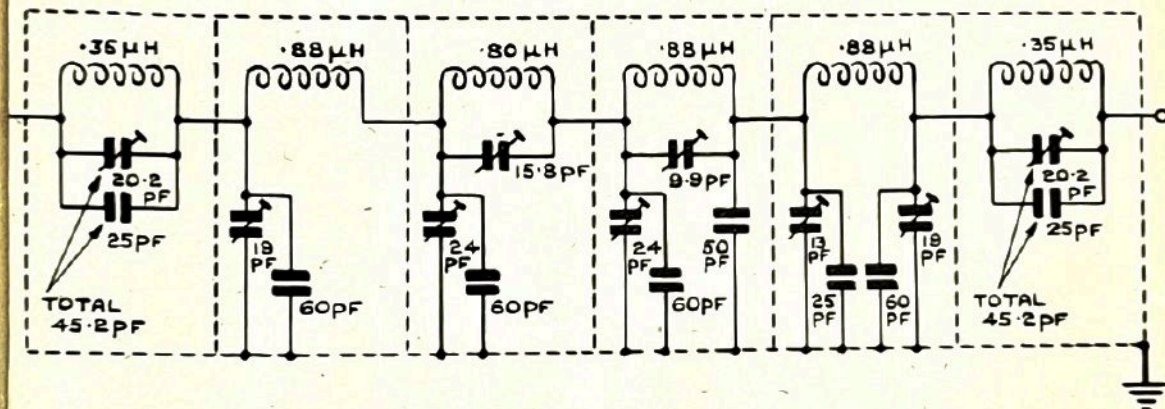 .35µH
.88µH
.80µH
.88µH
.88µH
.35µH
20.2
PF
25PF
TOTAL
45.2PF
19
PF
60PF
15.8PF
24
PF
60PF
9.9PF
24
PF
60PF
50
PF
13
PF
25
PF
60
PF
19
PF
20.2
PF
25PF
TOTAL
45.2PF